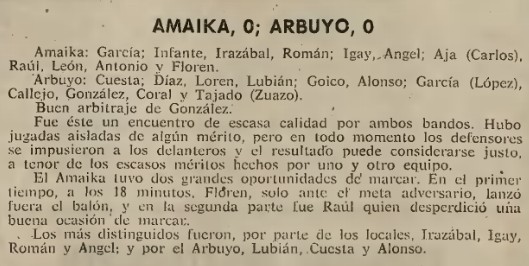 AMAIKA, 0; ARBUYO, 0
Amaika: García; Infante, Irazábal, Román; Igay, Angel; Aja (Carlos),
Raúl, León, Antonio y Floren.
Arbuyo: Cuesta; Díaz, Loren, Lubián; Goico, Alonso; García (López),
Callejo, González, Coral y Tajado (Zuazo).
Buen arbitraje de González.
Fue éste un encuentro de escasa calidad por ambos bandos. Hubo
jugadas aisladas de algún mérito, pero en todo momento los defensores
se impusieron a los delanteros y el resultado puede considerarse justo,
a tenor de los escasos méritos hechos por uno y otro equipo.
El Amaika tuvo dos grandes oportunidades de marcar. En el primer
tiempo, a los 18 minutos, Floren, solo ante el meta adversario, lanzó
fuera el balón, y en la segunda parte fue Raúl quien desperdició una
buena ocasión de marcar.
Los más distinguidos fueron, por parte de los locales, Irazábal, Igay,
Román y Angel; y por el Arbuyo, Lubián, Cuesta y Alonso.